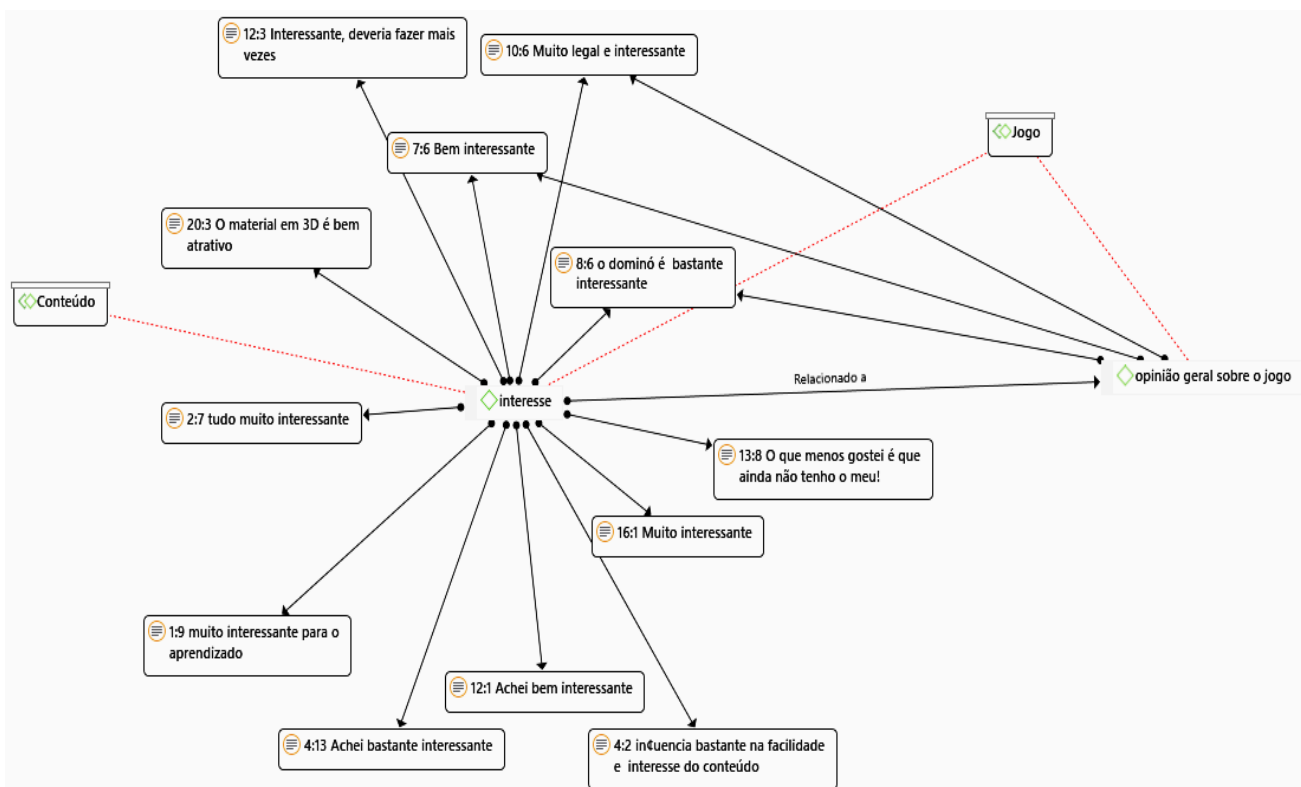 12:3 Interessante, deveria fazer mais
vezes
10:6 Muito legal e interessante
Jogo
7:6 Bem interessante
20:3 O material em 3D é bem
atrativo
8:6 o dominó é bastante
interessante
Conteúdo
Relacionado a
opinião geral sobre o jogo
interesse
2:7 tudo muito interessante
13:8 O que menos gostei é que
ainda não tenho o meu!
16:1 Muito interessante
1:9 muito interessante para o
aprendizado
12:1 Achei bem interessante
4:13 Achei bastante interessante
4:2 in¢uencia bastante na facilidade
e interesse do conteúdo